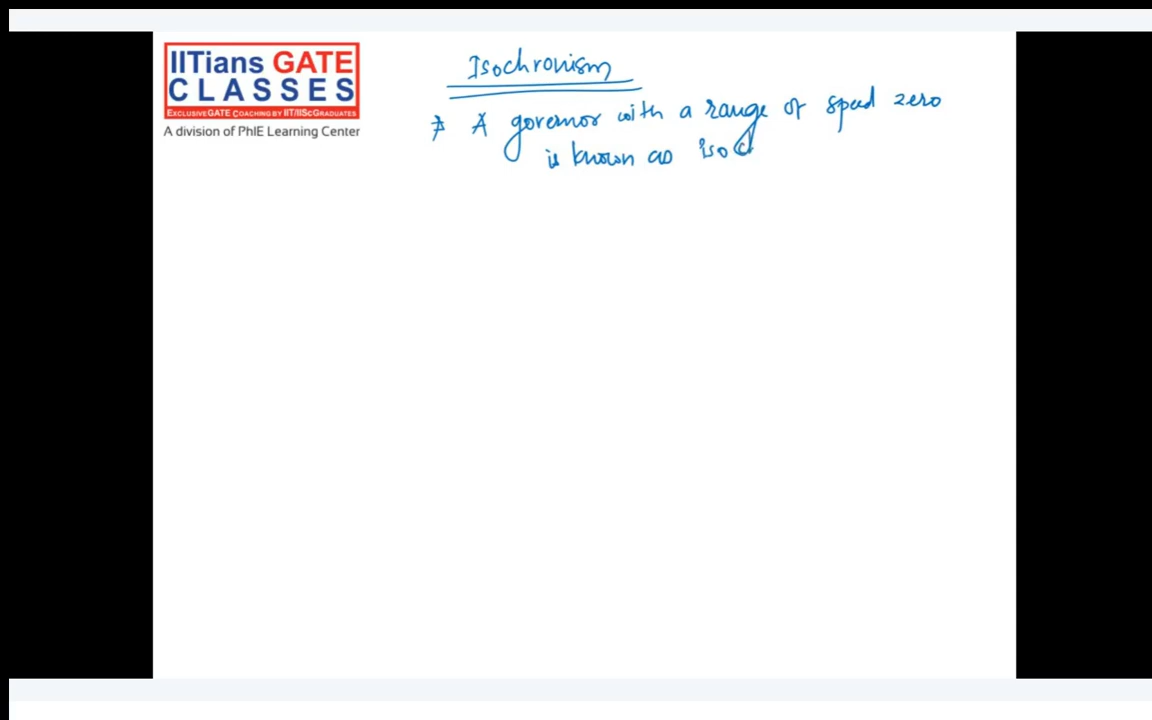 IITians GATE
CLASSES
EXCLUSIVE GATE COACHING BY IIT/IISC GRADUATES
A division of PhIE Learning Center
Isochronism
⇒ A governor with a range of speed zero
is known as isoc